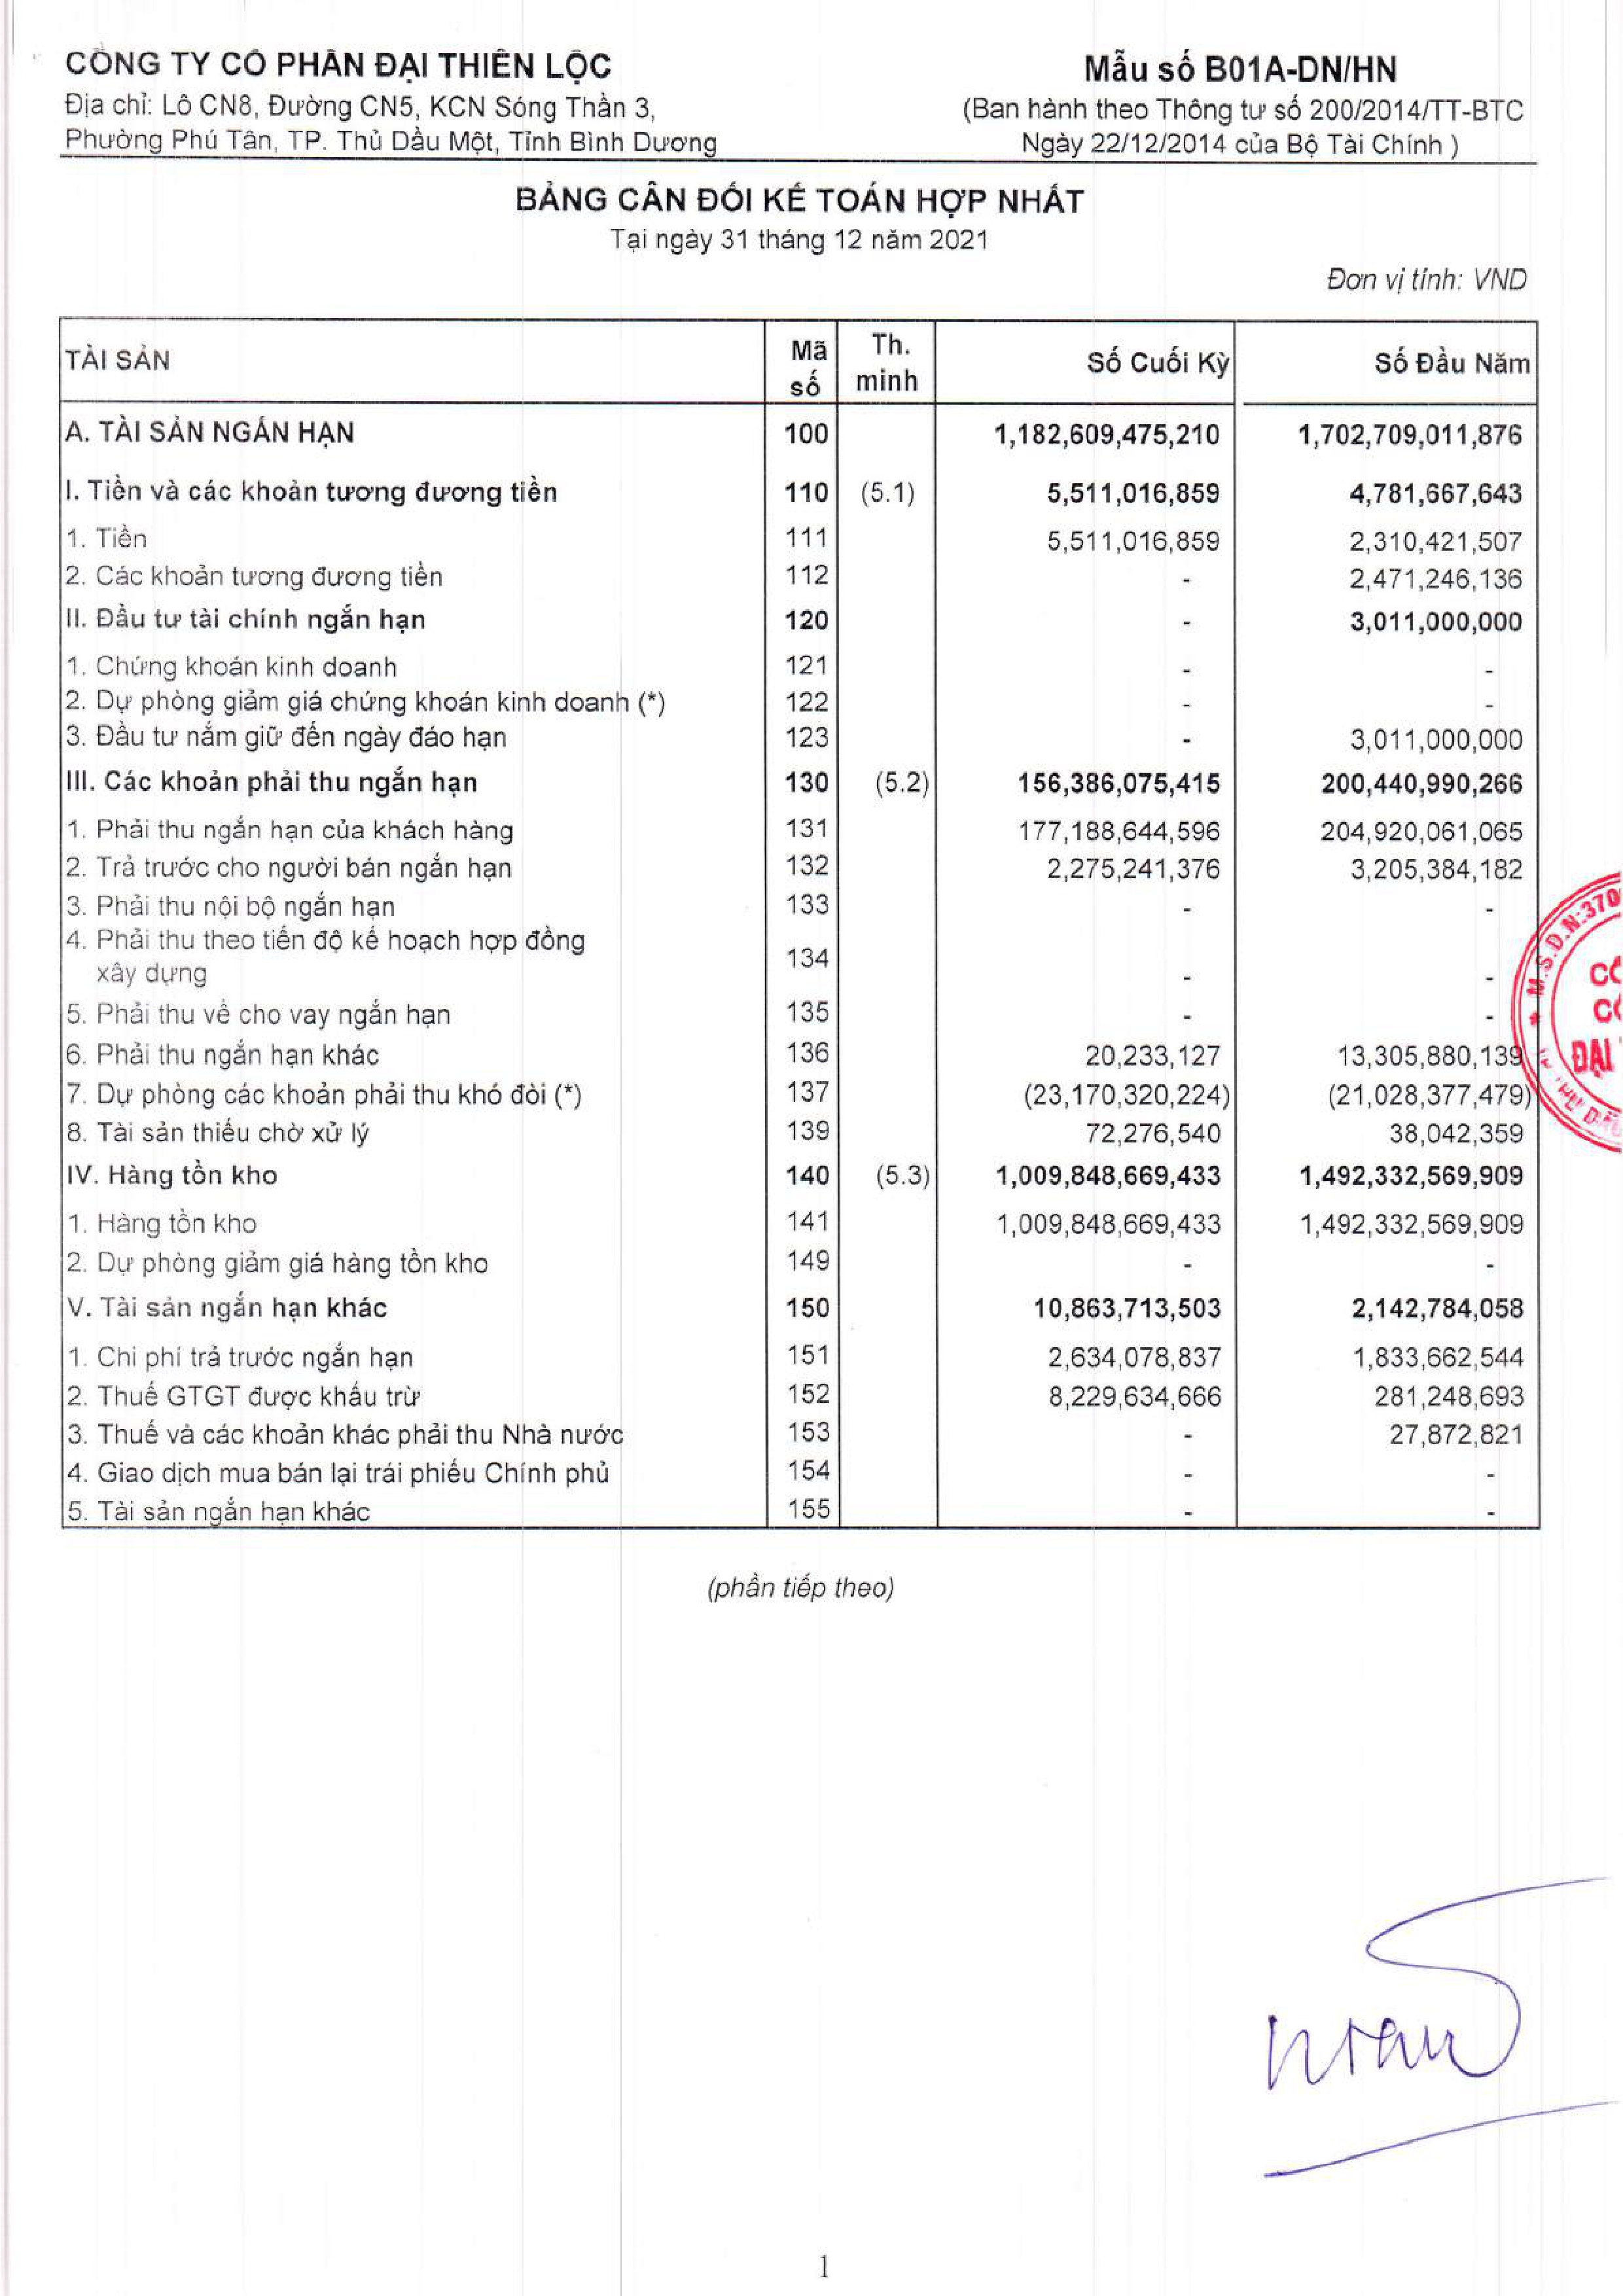 CÔNG TY CỔ PHẦN ĐẠI THIÊN LỘC
Địa chỉ: Lô CN8, Đường CN5, KCN Sóng Thần 3,
Phường Phú Tân, TP. Thủ Dầu Một, Tỉnh Bình Dương
Mẫu số B01A-DN/HN
(Ban hành theo Thông tư số 200/2014/TT-BTC
Ngày 22/12/2014 của Bộ Tài Chính )
BẢNG CÂN ĐỐI KẾ TOÁN HỢP NHẤT
Tại ngày 31 tháng 12 năm 2021
Đơn vị tính: VND
TÀI SẢN Mã số Th. minh Số Cuối Kỳ Số Đầu Năm
A. TÀI SẢN NGẮN HẠN 100 1,182,609,475,210 1,702,709,011,876
I. Tiền và các khoản tương đương tiền 110 (5.1) 5,511,016,859 4,781,667,643
1. Tiền 111 5,511,016,859 2,310,421,507
2. Các khoản tương đương tiền 112 - 2,471,246,136
II. Đầu tư tài chính ngắn hạn 120 - 3,011,000,000
1. Chứng khoán kinh doanh 121 - -
2. Dự phòng giảm giá chứng khoán kinh doanh (*) 122 - -
3. Đầu tư nắm giữ đến ngày đáo hạn 123 - 3,011,000,000
III. Các khoản phải thu ngắn hạn 130 (5.2) 156,386,075,415 200,440,990,266
1. Phải thu ngắn hạn của khách hàng 131 177,188,644,596 204,920,061,065
2. Trả trước cho người bán ngắn hạn 132 2,275,241,376 3,205,384,182
3. Phải thu nội bộ ngắn hạn 133 - -
4. Phải thu theo tiến độ kế hoạch hợp đồng
xây dựng 134 - -
5. Phải thu về cho vay ngắn hạn 135 - -
6. Phải thu ngắn hạn khác 136 20,233,127 13,305,880,139
7. Dự phòng các khoản phải thu khó đòi (*) 137 (23,170,320,224) (21,028,377,479)
8. Tài sản thiếu chờ xử lý 139 72,276,540 38,042,359
IV. Hàng tồn kho 140 (5.3) 1,009,848,669,433 1,492,332,569,909
1. Hàng tồn kho 141 1,009,848,669,433 1,492,332,569,909
2. Dự phòng giảm giá hàng tồn kho 149 - -
V. Tài sản ngắn hạn khác 150 10,863,713,503 2,142,784,058
1. Chi phí trả trước ngắn hạn 151 2,634,078,837 1,833,662,544
2. Thuế GTGT được khấu trừ 152 8,229,634,666 281,248,693
3. Thuế và các khoản khác phải thu Nhà nước 153 - 27,872,821
4. Giao dịch mua bán lại trái phiếu Chính phủ 154 - -
5. Tài sản ngắn hạn khác 155 - -
(phần tiếp theo)
M.S.D.N:370
ĐẠI
1